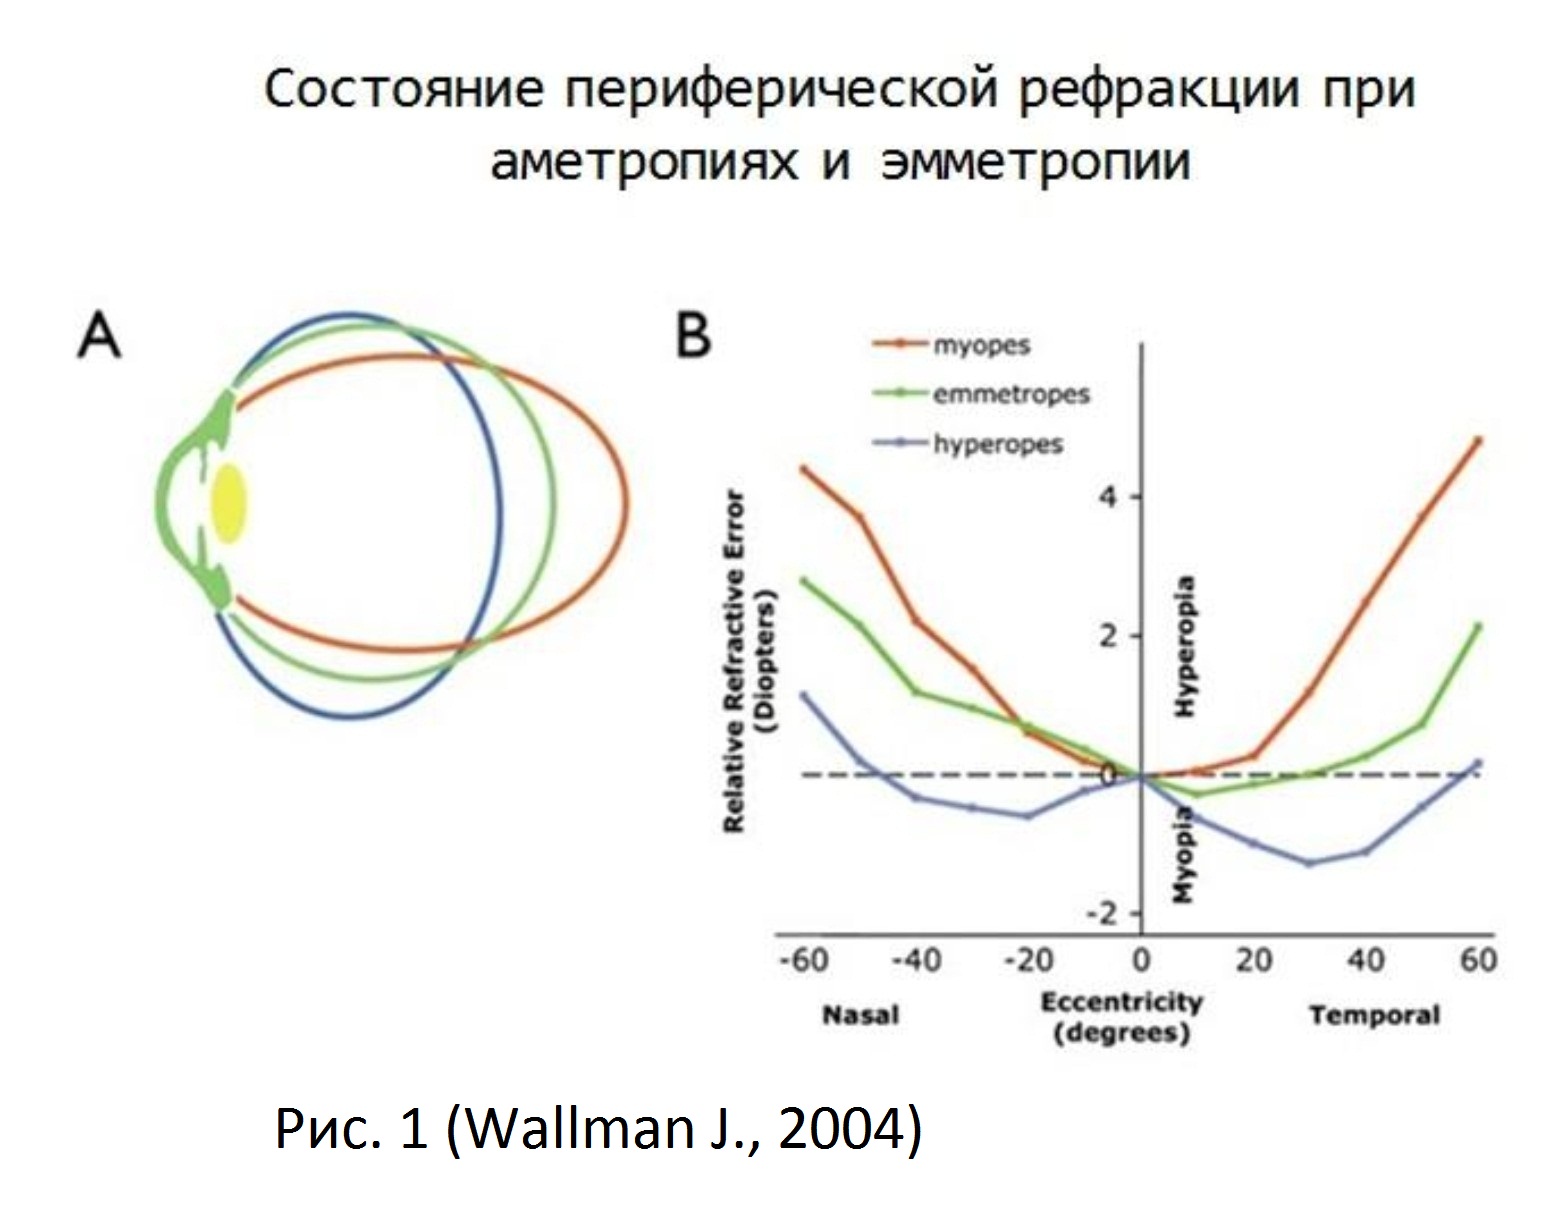 Состояние периферической рефракции при
аметропиях и эмметропии
A
B
myopes
emmetropes
hyperopes
Relative Refractive Error
(Diopters)
4
2
0
-2
Hyperopia
Myopia
-60 -40 -20 0 20 40 60
Nasal
Eccentricity
(degrees)
Temporal
Рис. 1 (Wallman J., 2004)